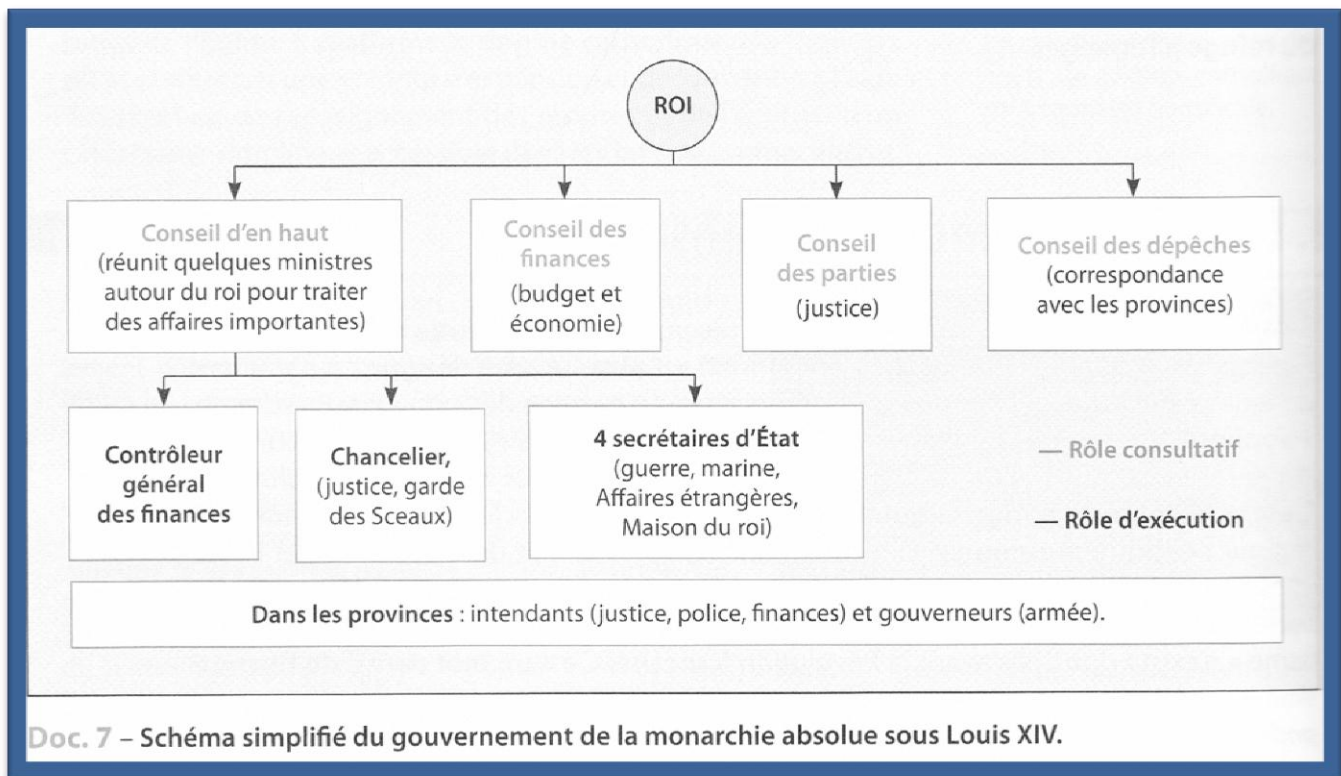 ROI
Conseil d'en haut
(réunit quelques ministres
autour du roi pour traiter
des affaires importantes)
Conseil des
finances
(budget et
économie)
Conseil
des parties
(justice)
Conseil des dépêches
(correspondance
avec les provinces)
Contrôleur
général
des finances
Chancelier,
(justice, garde
des Sceaux)
4 secrétaires d'État
(guerre, marine,
Affaires étrangères,
Maison du roi)
— Rôle consultatif
— Rôle d'exécution
Dans les provinces : intendants (justice, police, finances) et gouverneurs (armée).
Doc. 7 – Schéma simplifié du gouvernement de la monarchie absolue sous Louis XIV.